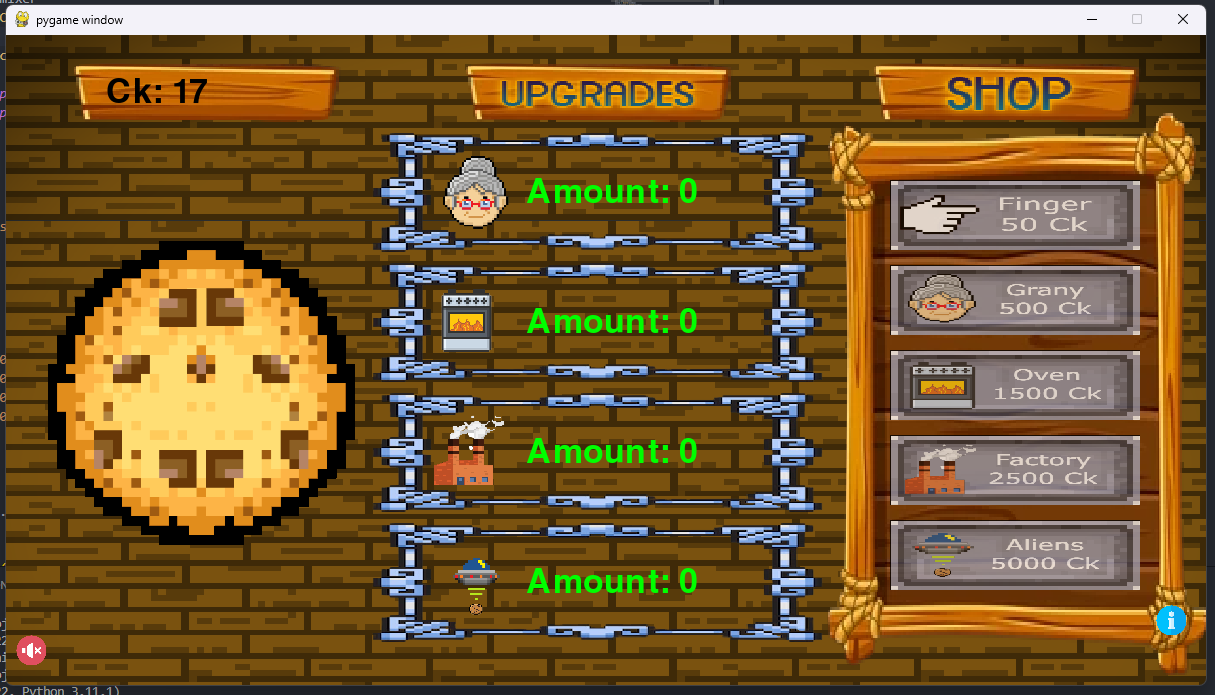 pygame window
Ck: 17
UPGRADES
SHOP
Amount: 0
Amount: 0
Amount: 0
Amount: 0
Finger
50 Ck
Grany
500 Ck
Oven
1500 Ck
Factory
2500 Ck
Aliens
5000 Ck
i
Python 3.11.1)